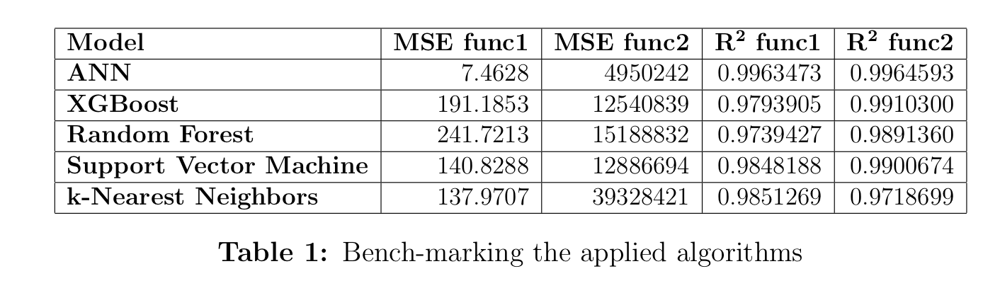 Model MSE func1 MSE func2 R² func1 R² func2
ANN 7.4628 4950242 0.9963473 0.9964593
XGBoost 191.1853 12540839 0.9793905 0.9910300
Random Forest 241.7213 15188832 0.9739427 0.9891360
Support Vector Machine 140.8288 12886694 0.9848188 0.9900674
k-Nearest Neighbors 137.9707 39328421 0.9851269 0.9718699
Table 1: Bench-marking the applied algorithms